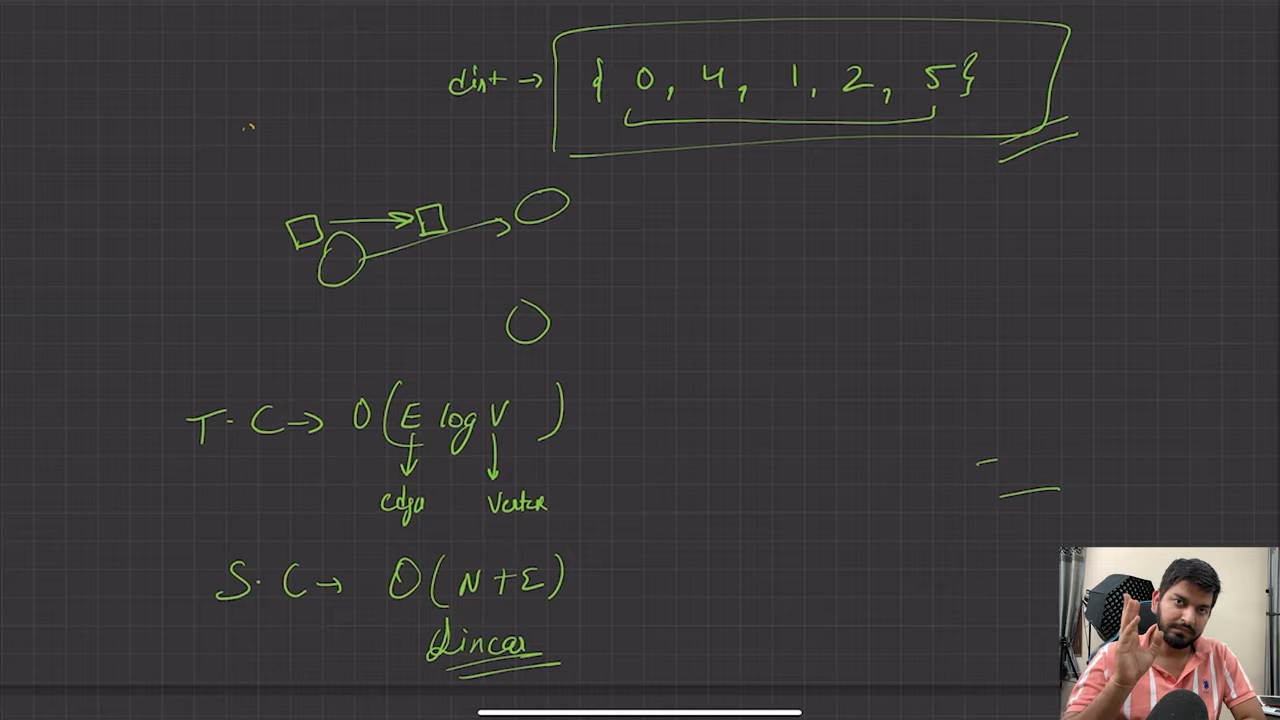 dist → { 0, 4, 1, 2, 5}
T. C → O(E log V )
edge Vertex
S. C → O( N + E)
Linear